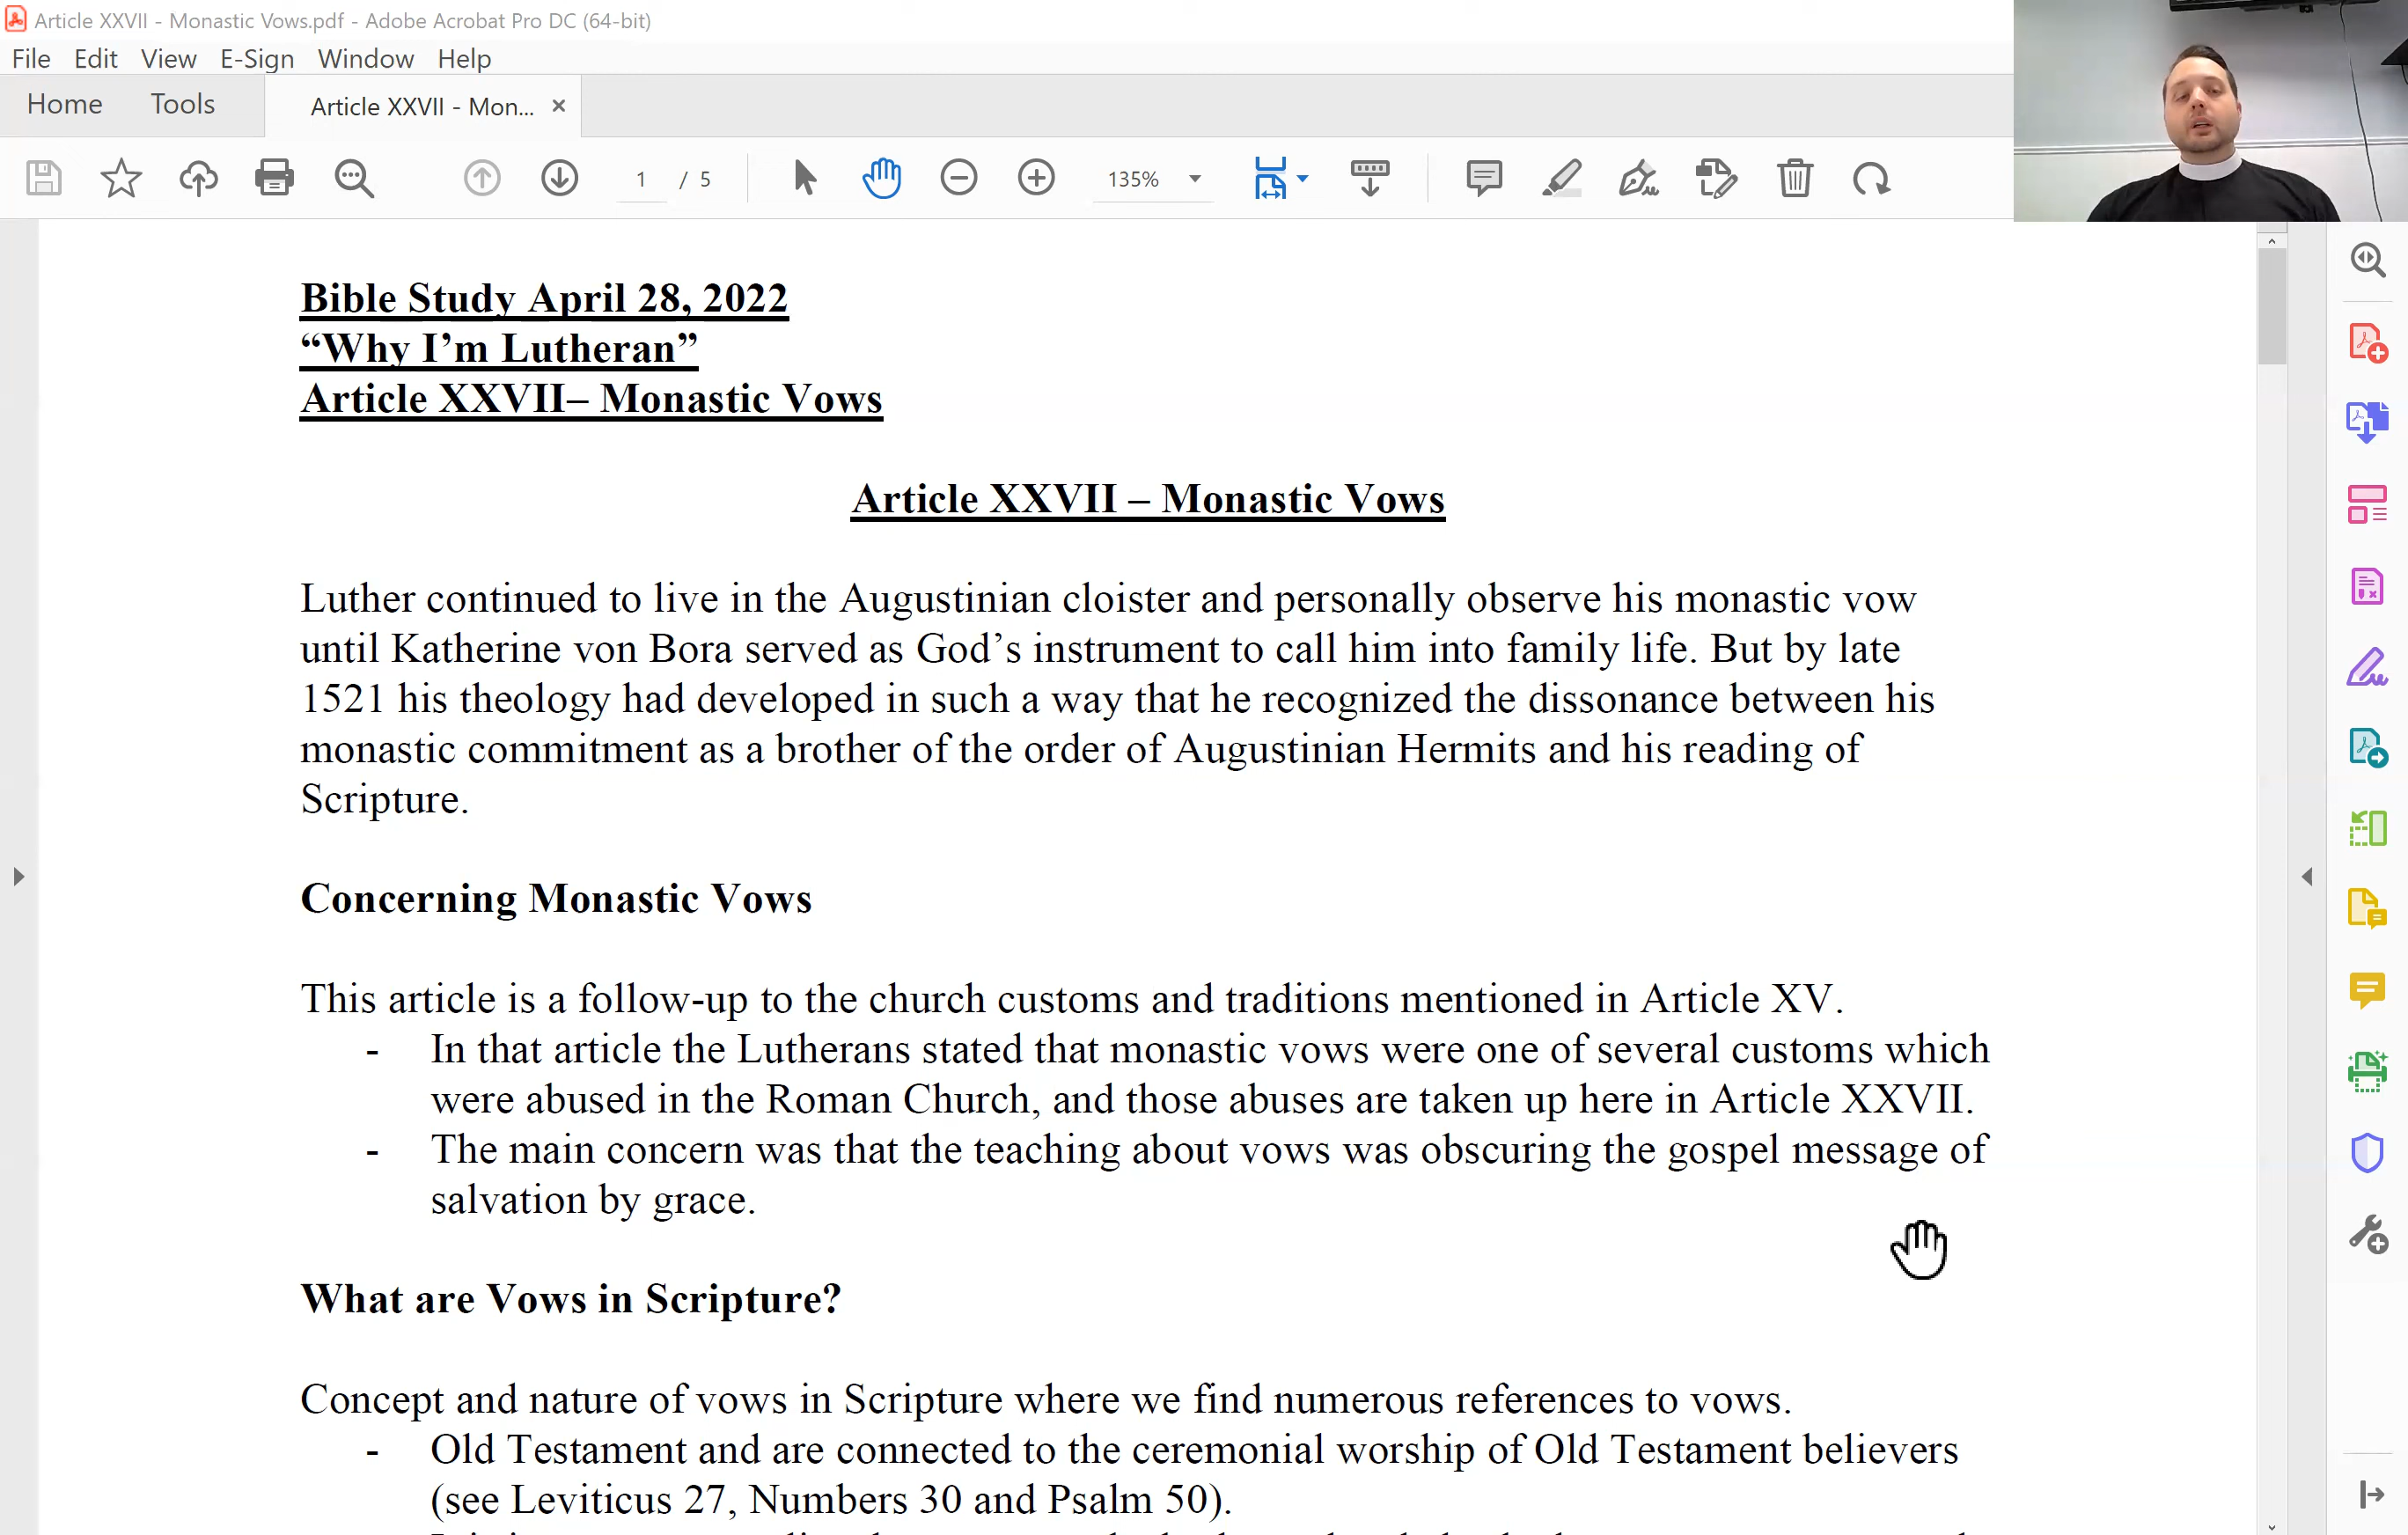 Article XXVII - Monastic Vows.pdf - Adobe Acrobat Pro DC (64-bit)
File Edit View E-Sign Window Help
Home Tools Article XXVII - Mon... ×
1 / 5 135%
Bible Study April 28, 2022
“Why I’m Lutheran”
Article XXVII– Monastic Vows
Article XXVII – Monastic Vows
Luther continued to live in the Augustinian cloister and personally observe his monastic vow
until Katherine von Bora served as God’s instrument to call him into family life. But by late
1521 his theology had developed in such a way that he recognized the dissonance between his
monastic commitment as a brother of the order of Augustinian Hermits and his reading of
Scripture.
Concerning Monastic Vows
This article is a follow-up to the church customs and traditions mentioned in Article XV.
- In that article the Lutherans stated that monastic vows were one of several customs which
were abused in the Roman Church, and those abuses are taken up here in Article XXVII.
- The main concern was that the teaching about vows was obscuring the gospel message of
salvation by grace.
What are Vows in Scripture?
Concept and nature of vows in Scripture where we find numerous references to vows.
- Old Testament and are connected to the ceremonial worship of Old Testament believers
(see Leviticus 27, Numbers 30 and Psalm 50).